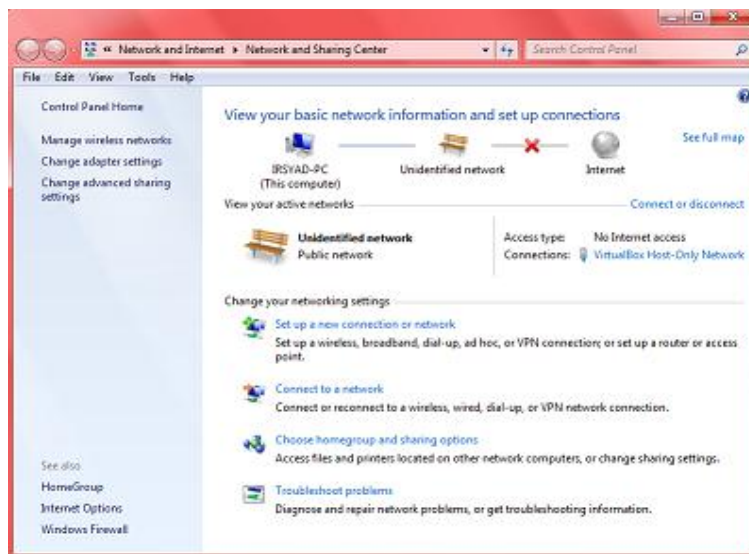 « Network and Internet ▸ Network and Sharing Center
Search Control Panel
File Edit View Tools Help
Control Panel Home
Manage wireless networks
Change adapter settings
Change advanced sharing
settings
See also
HomeGroup
Internet Options
Windows Firewall
View your basic network information and set up connections
See full map
IRSYAD-PC
(This computer)
Unidentified network
Internet
View your active networks
Connect or disconnect
Unidentified network
Public network
Access type: No Internet access
Connections: VirtualBox Host-Only Network
Change your networking settings
Set up a new connection or network
Set up a wireless, broadband, dial-up, ad hoc, or VPN connection; or set up a router or access
point.
Connect to a network
Connect or reconnect to a wireless, wired, dial-up, or VPN network connection.
Choose homegroup and sharing options
Access files and printers located on other network computers, or change sharing settings.
Troubleshoot problems
Diagnose and repair network problems, or get troubleshooting information.